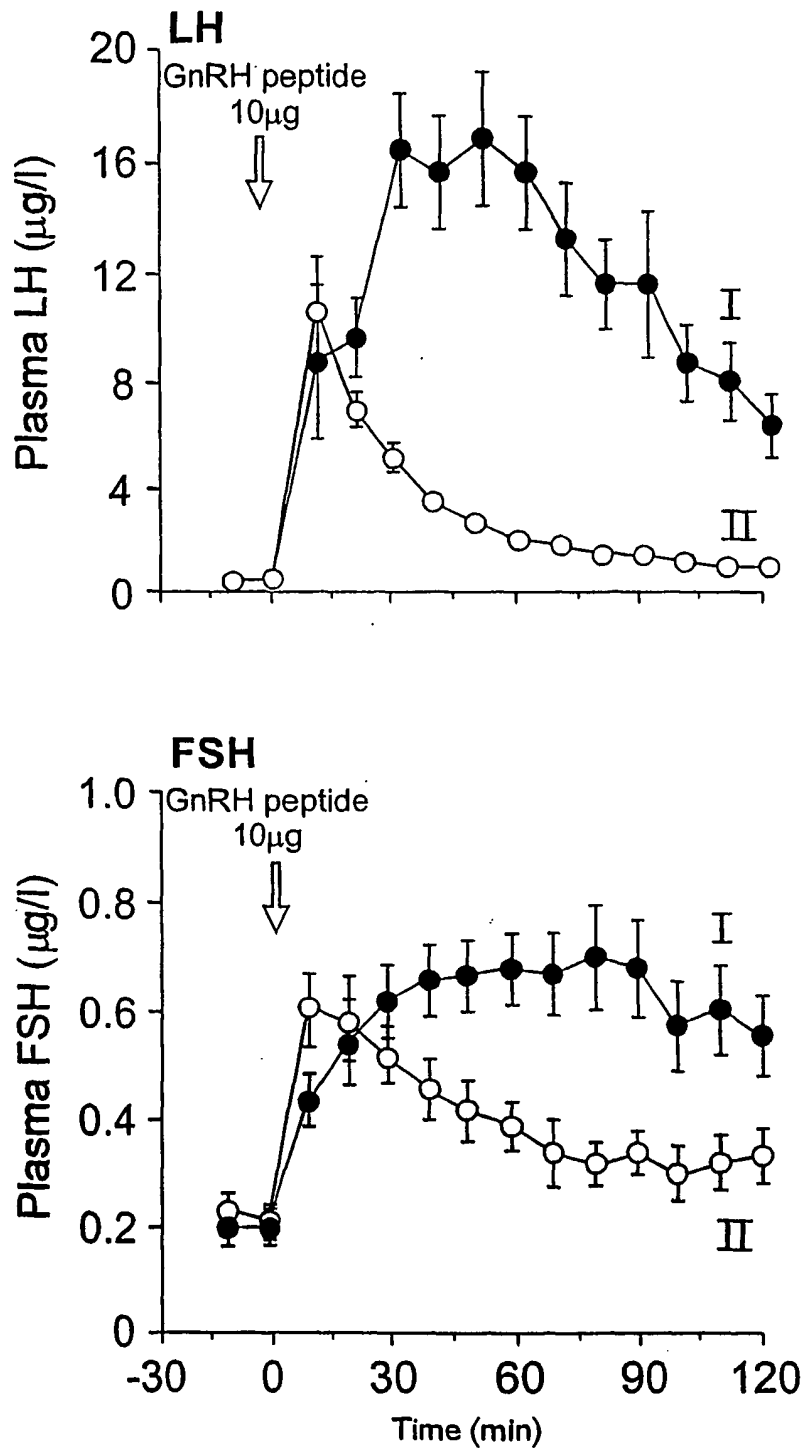 LH
GnRH peptide
10μg
20
16
12
8
4
0
Plasma LH (μg/l)
I
II
FSH
GnRH peptide
10μg
1.0
0.8
0.6
0.4
0.2
0
Plasma FSH (μg/l)
I
II
-30 0 30 60 90 120
Time (min)